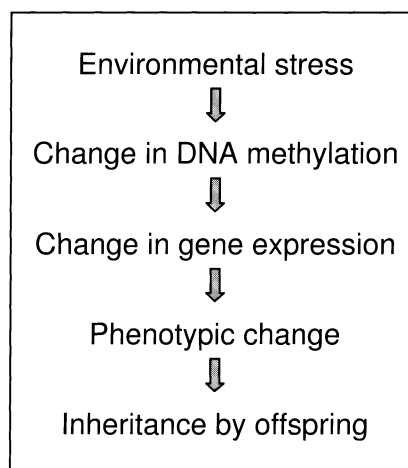 Environmental stress
Change in DNA methylation
Change in gene expression
Phenotypic change
Inheritance by offspring